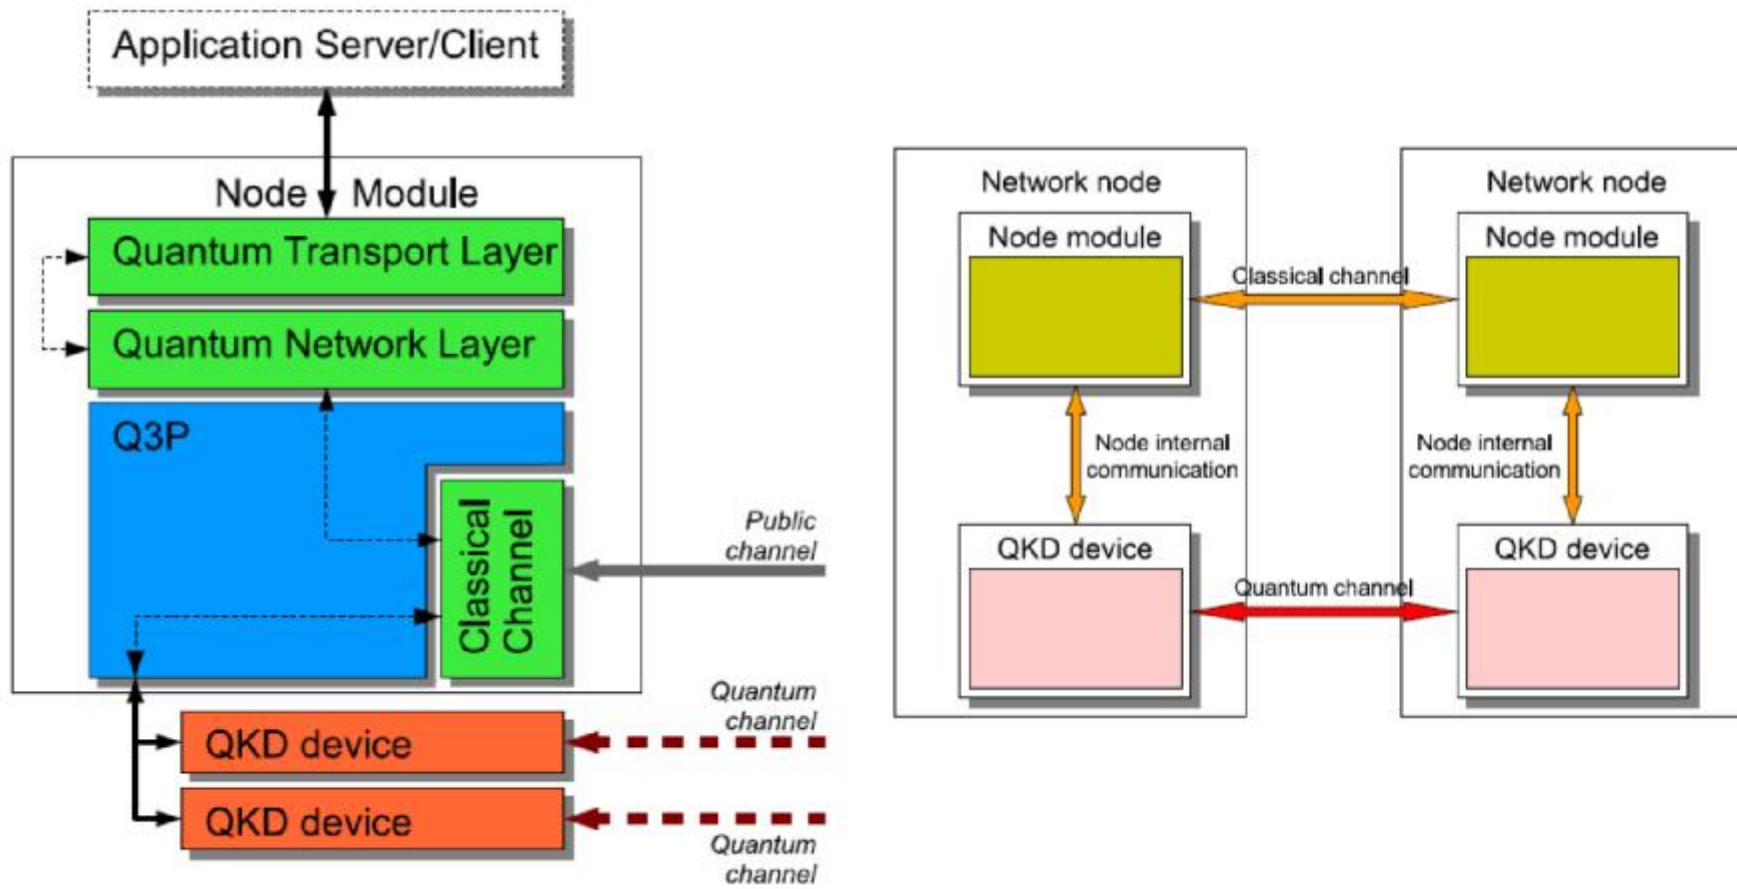 Application Server/Client
Node Module
Quantum Transport Layer
Quantum Network Layer
Q3P
Classical
Channel
Public
channel
Quantum
channel
QKD device
QKD device
Quantum
channel
Network node
Node module
Classical channel
Node internal
communication
QKD device
Quantum channel
Network node
Node module
Node internal
communication
QKD device